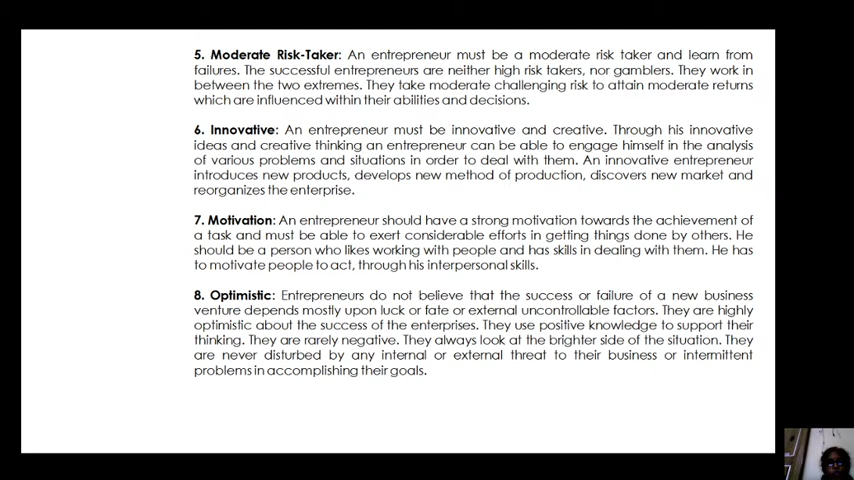 5. Moderate Risk-Taker: An entrepreneur must be a moderate risk taker and learn from
failures. The successful entrepreneurs are neither high risk takers, nor gamblers. They work in
between the two extremes. They take moderate challenging risk to attain moderate returns
which are influenced within their abilities and decisions.
6. Innovative: An entrepreneur must be innovative and creative. Through his innovative
ideas and creative thinking an entrepreneur can be able to engage himself in the analysis
of various problems and situations in order to deal with them. An innovative entrepreneur
introduces new products, develops new method of production, discovers new market and
reorganizes the enterprise.
7. Motivation: An entrepreneur should have a strong motivation towards the achievement of
a task and must be able to exert considerable efforts in getting things done by others. He
should be a person who likes working with people and has skills in dealing with them. He has
to motivate people to act, through his interpersonal skills.
8. Optimistic: Entrepreneurs do not believe that the success or failure of a new business
venture depends mostly upon luck or fate or external uncontrollable factors. They are highly
optimistic about the success of the enterprises. They use positive knowledge to support their
thinking. They are rarely negative. They always look at the brighter side of the situation. They
are never disturbed by any internal or external threat to their business or intermittent
problems in accomplishing their goals.